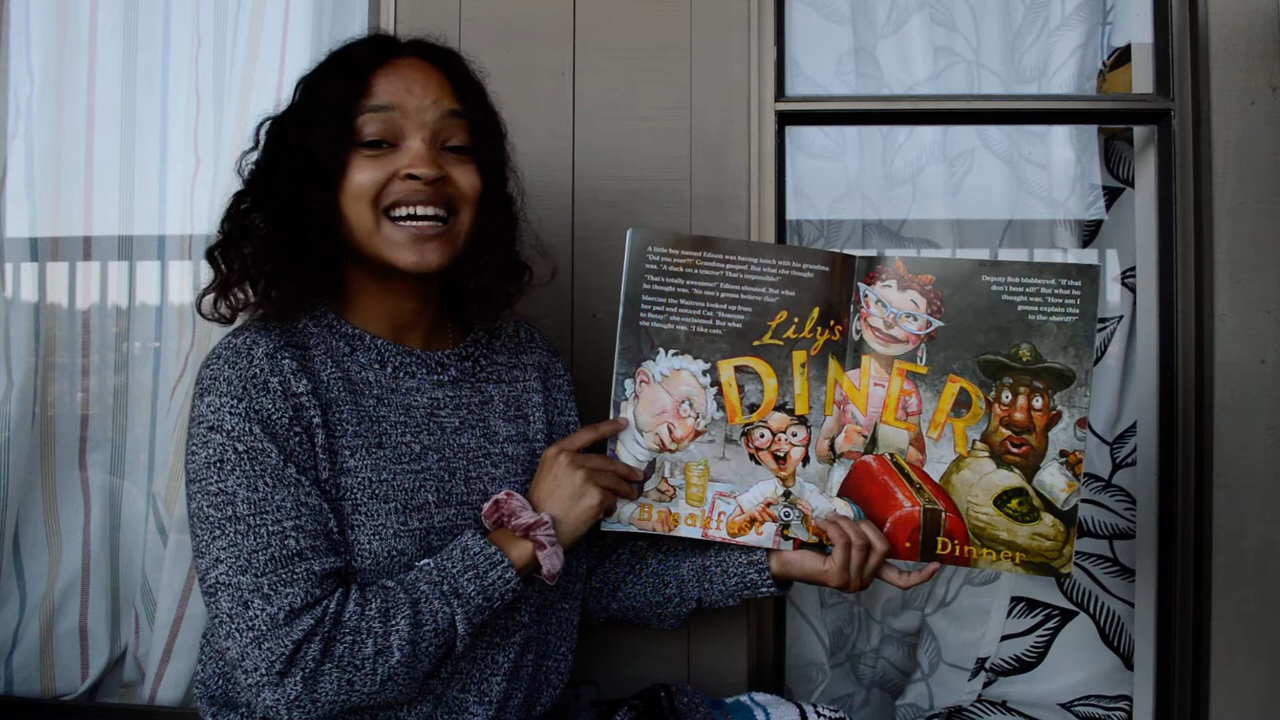 A little boy named Edison was having lunch with his grandma.
"Did you ever?!" Grandma gasped. But what she thought
was, "A duck on a tractor? That's impossible!"
"That's totally awesome!" Edison shouted. But what
he thought was, "No one's gonna believe this!"
Marcine the Waitress looked up from
her pad and noticed Cat. "Heavens
to Betsy!" she exclaimed. But what
she thought was, "I like cats."
Deputy Bob blabbered, "If that
don't beat all!" But what he
thought was, "How am I
gonna explain this
to the sheriff?"
Lily's
DINER
Breakfast · · Dinner